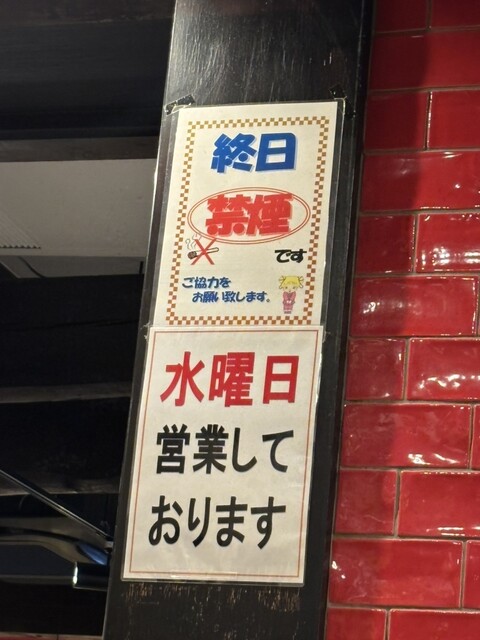 終日
禁煙
です
ご協力を
お願い致します。
水曜日
営業して
おります